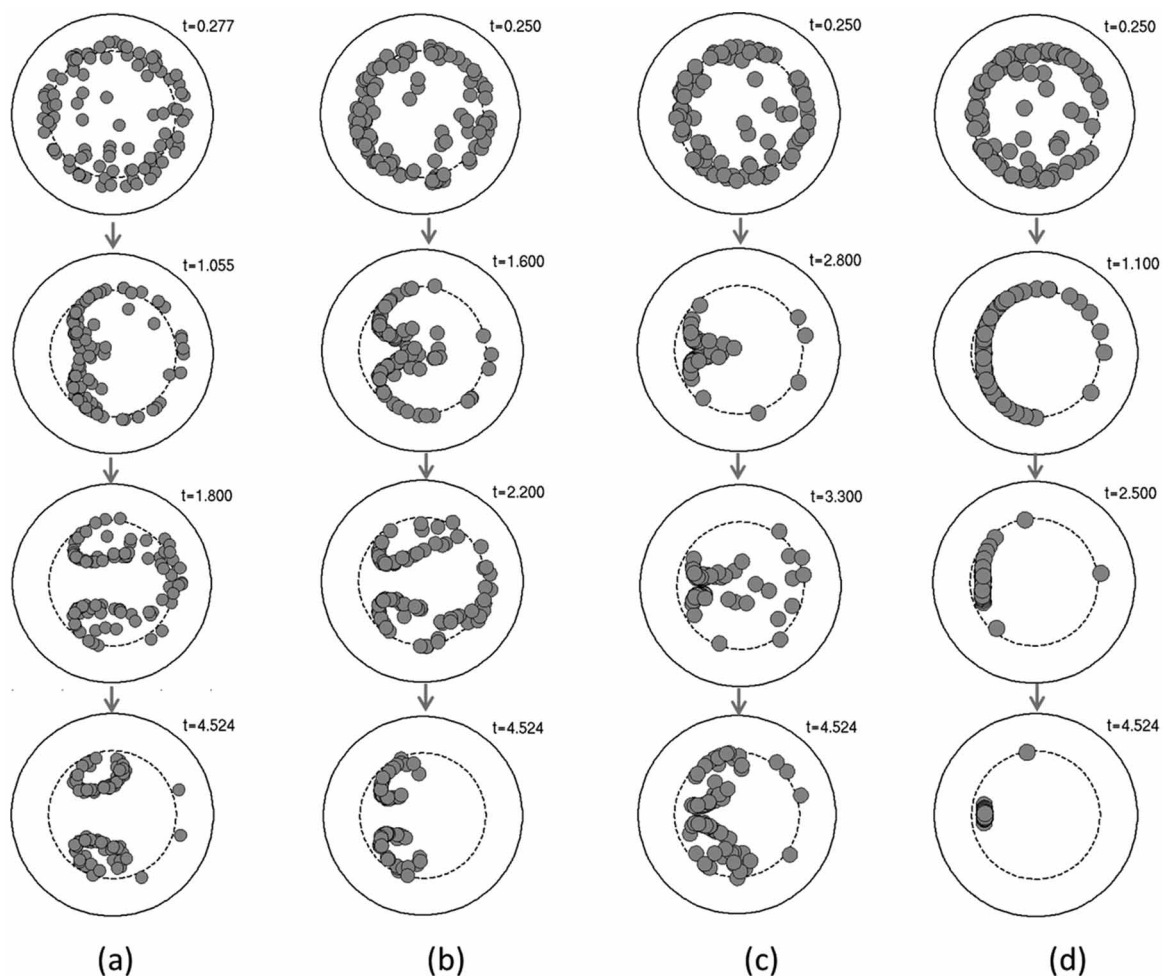 t=0.277 t=0.250 t=0.250 t=0.250
t=1.055 t=1.600 t=2.800 t=1.100
t=1.800 t=2.200 t=3.300 t=2.500
t=4.524 t=4.524 t=4.524 t=4.524
(a) (b) (c) (d)